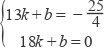 13k + b = -25/4
18k + b = 0